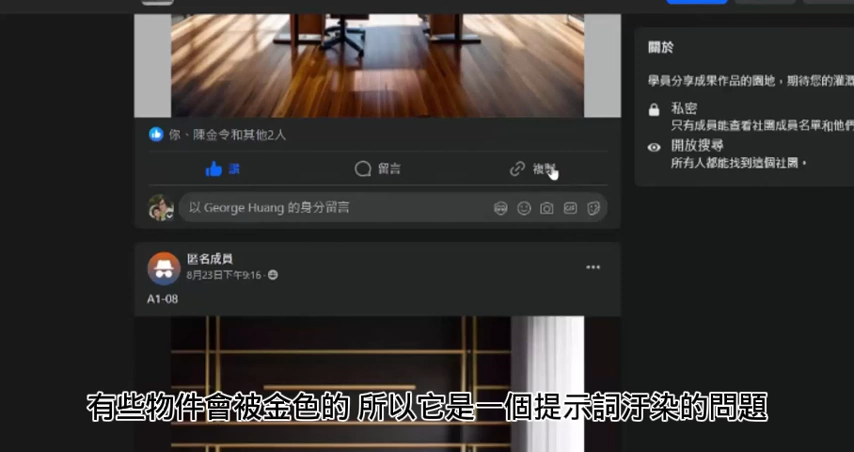 關於
學員分享成果作品的園地，期待您的灌溉
私密
只有成員能查看社團成員名單和他們
開放搜尋
所有人都能找到這個社團。
你、陳金令和其他2人
讚
留言
複製
以 George Huang 的身分留言
GIF
匿名成員
8月23日下午9:16
A1-08
有些物件會被金色的 所以它是一個提示詞汙染的問題